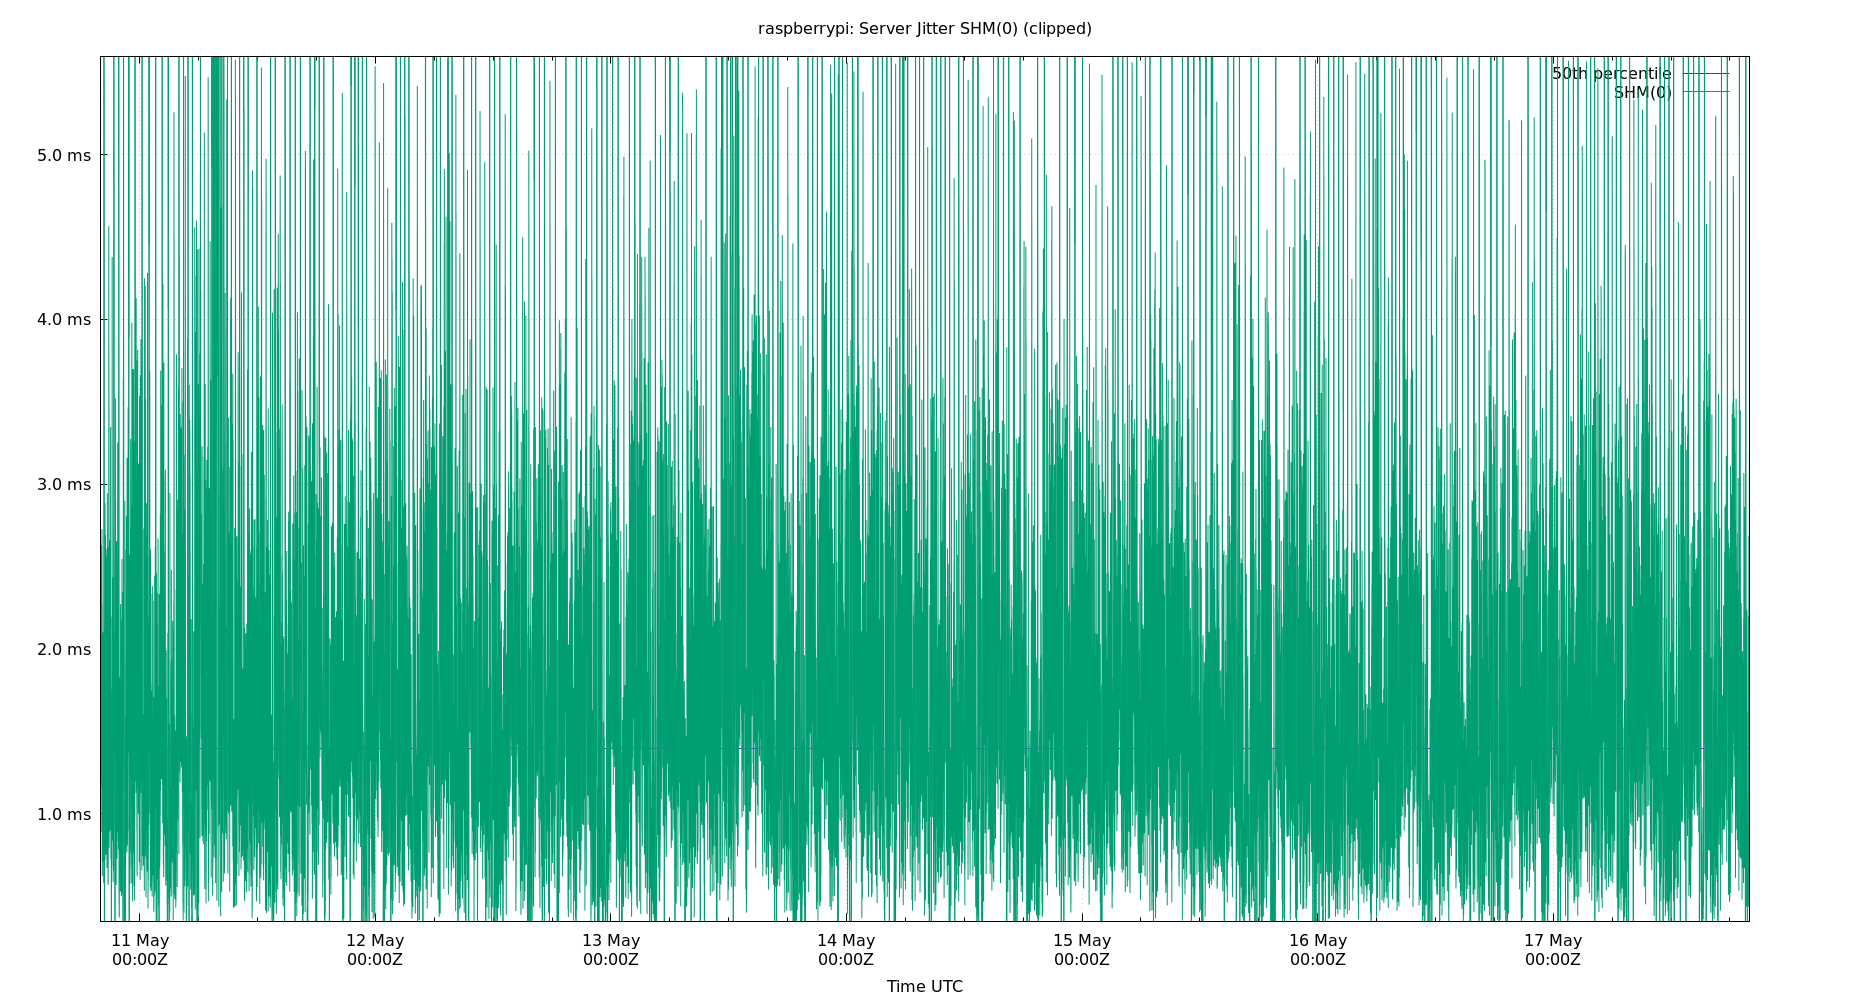 raspberrypi: Server Jitter SHM(0) (clipped)
50th percentile
SHM(0)
5.0 ms
4.0 ms
3.0 ms
2.0 ms
1.0 ms
11 May 12 May 13 May 14 May 15 May 16 May 17 May
00:00Z 00:00Z 00:00Z 00:00Z 00:00Z 00:00Z 00:00Z
Time UTC